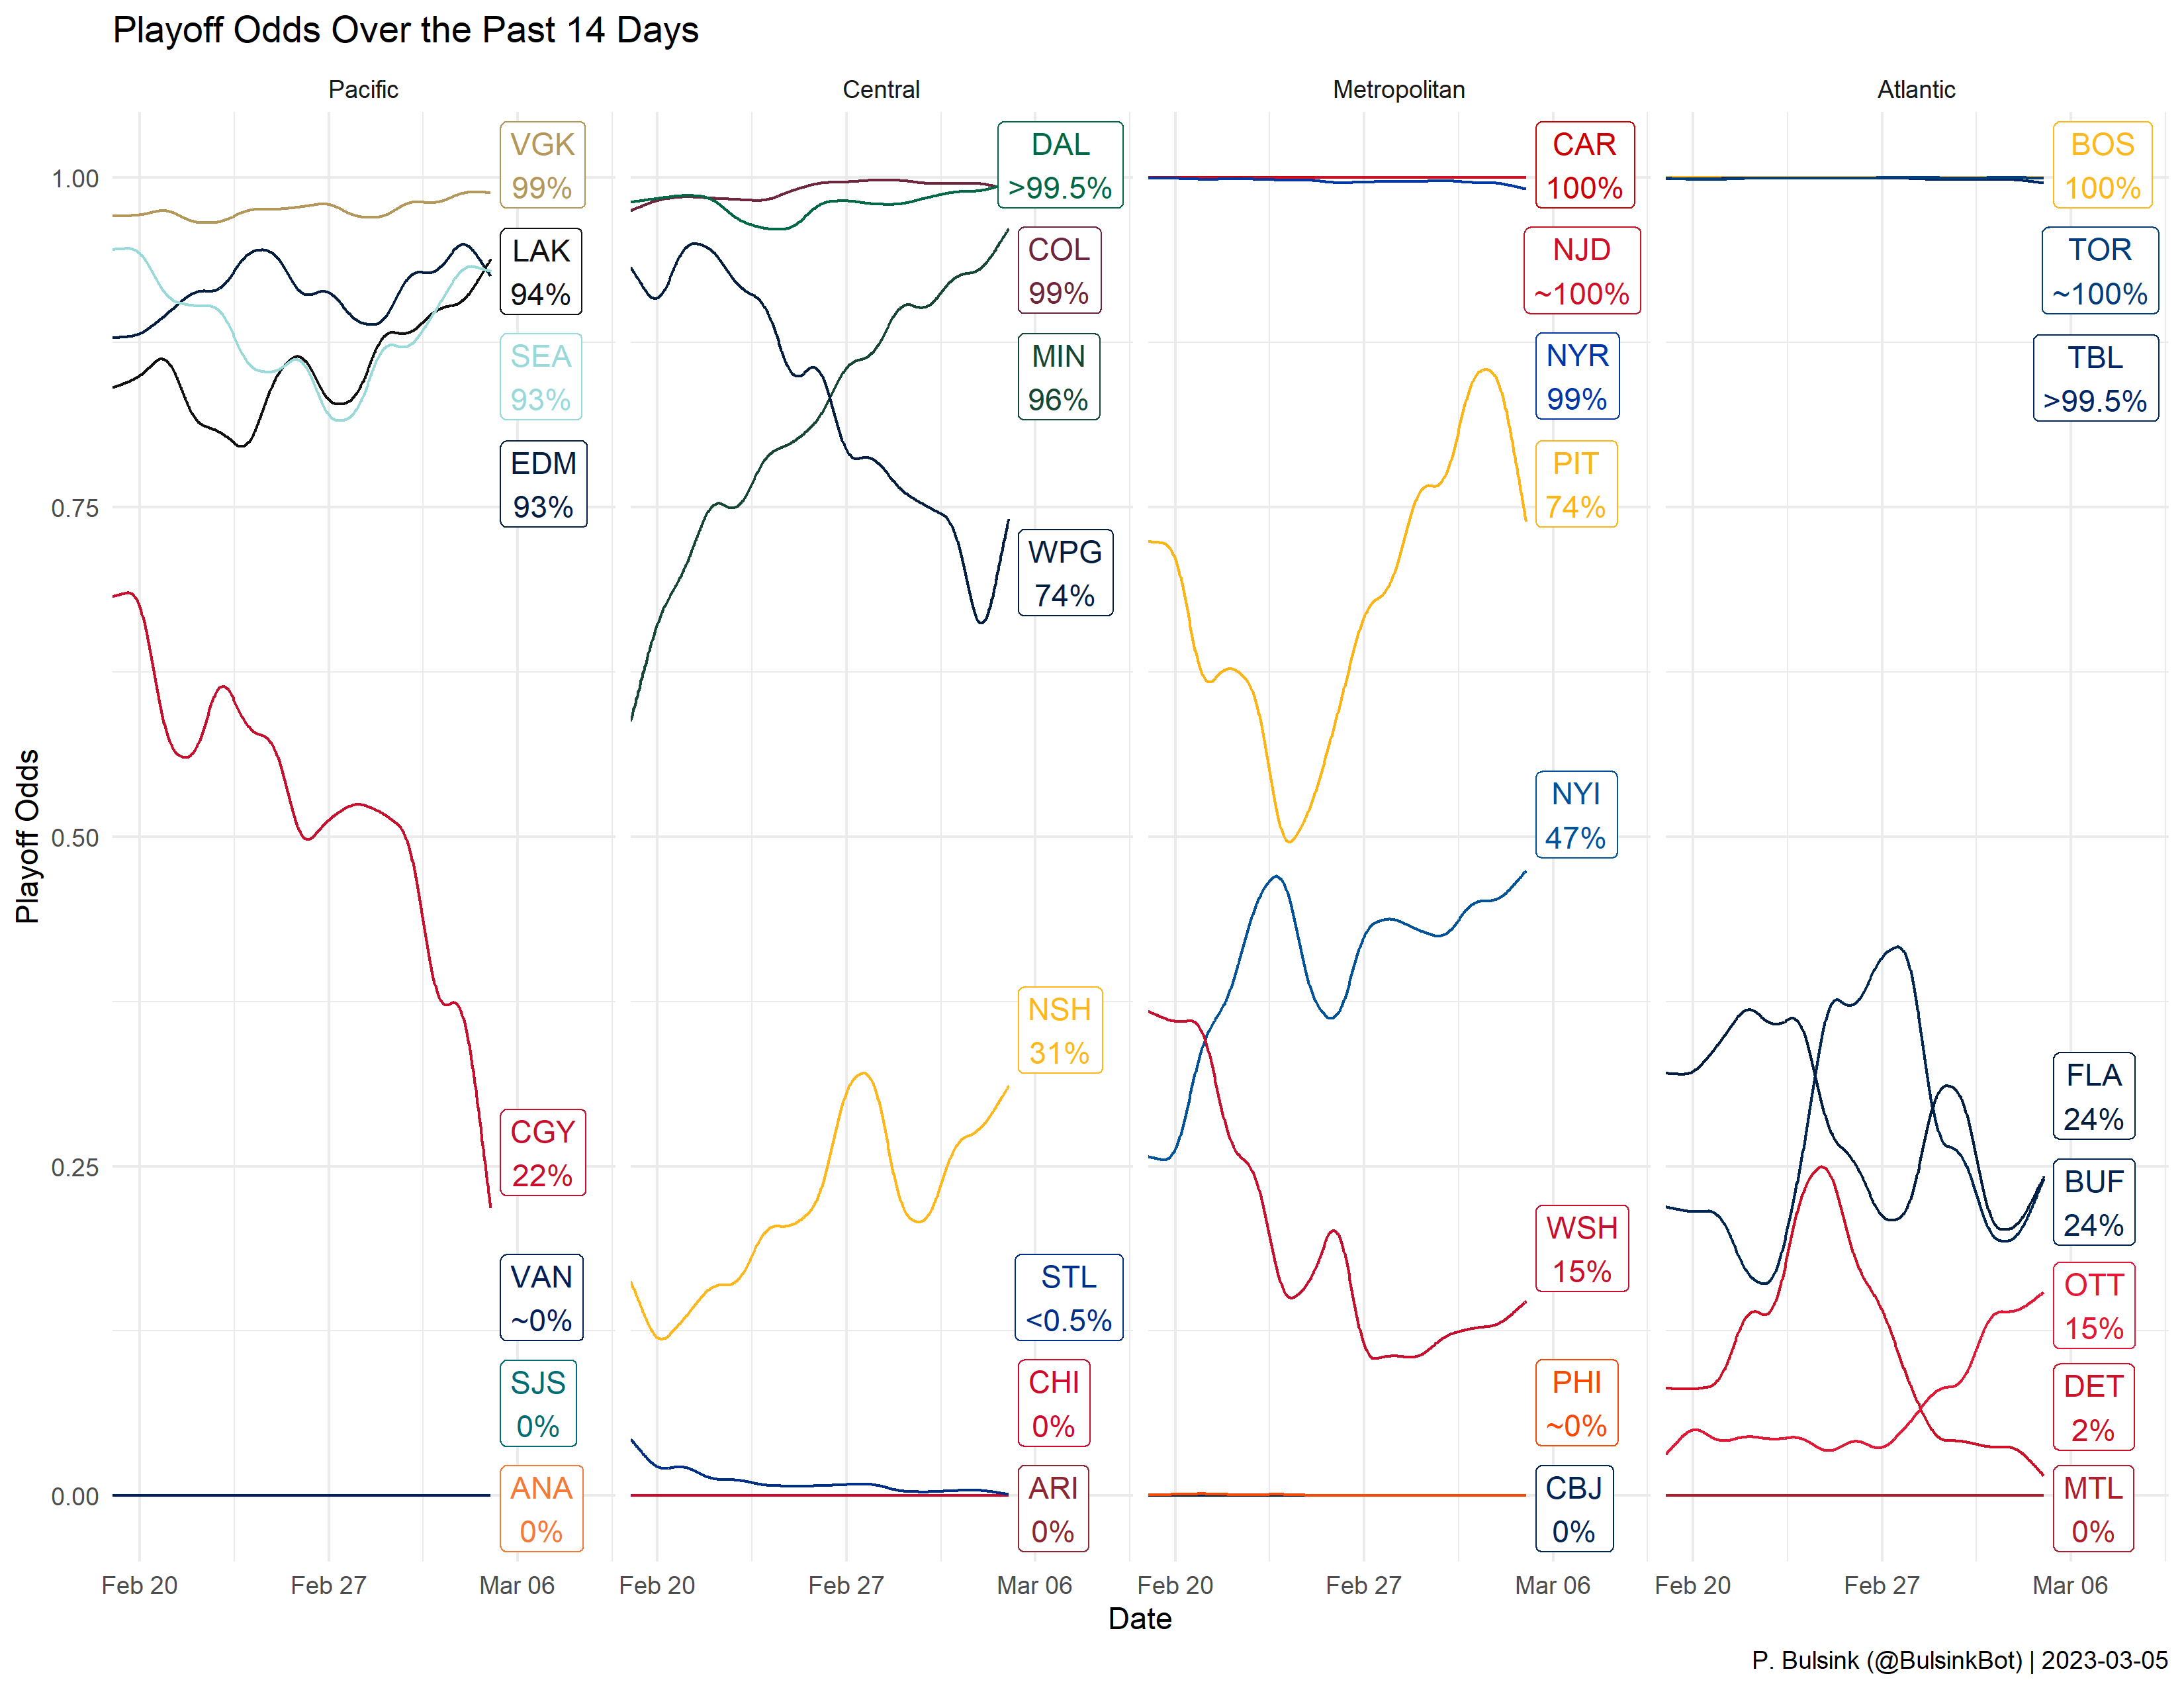 Playoff Odds Over the Past 14 Days
Pacific
Central
Metropolitan
Atlantic
Playoff Odds
1.00
0.75
0.50
0.25
0.00
VGK
99%
LAK
94%
SEA
93%
EDM
93%
CGY
22%
VAN
~0%
SJS
0%
ANA
0%
DAL
>99.5%
COL
99%
MIN
96%
WPG
74%
NSH
31%
STL
<0.5%
CHI
0%
ARI
0%
CAR
100%
NJD
~100%
NYR
99%
PIT
74%
NYI
47%
WSH
15%
PHI
~0%
CBJ
0%
BOS
100%
TOR
~100%
TBL
>99.5%
FLA
24%
BUF
24%
OTT
15%
DET
2%
MTL
0%
Feb 20 Feb 27 Mar 06
Feb 20 Feb 27 Mar 06
Feb 20 Feb 27 Mar 06
Feb 20 Feb 27 Mar 06
Date
P. Bulsink (@BulsinkBot) | 2023-03-05